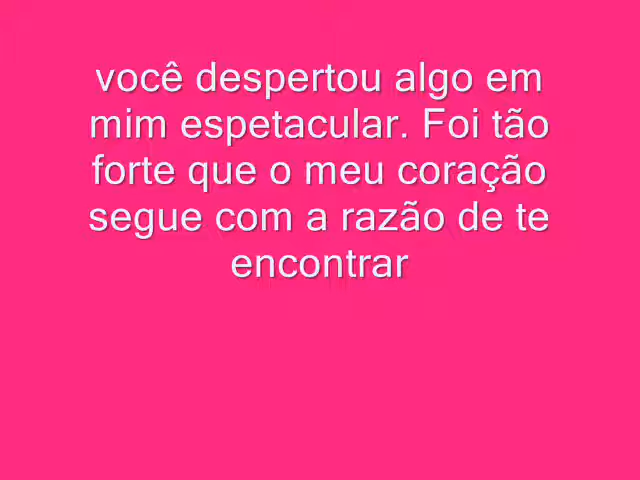 você despertou algo em
mim espetacular. Foi tão
forte que o meu coração
segue com a razão de te
encontrar